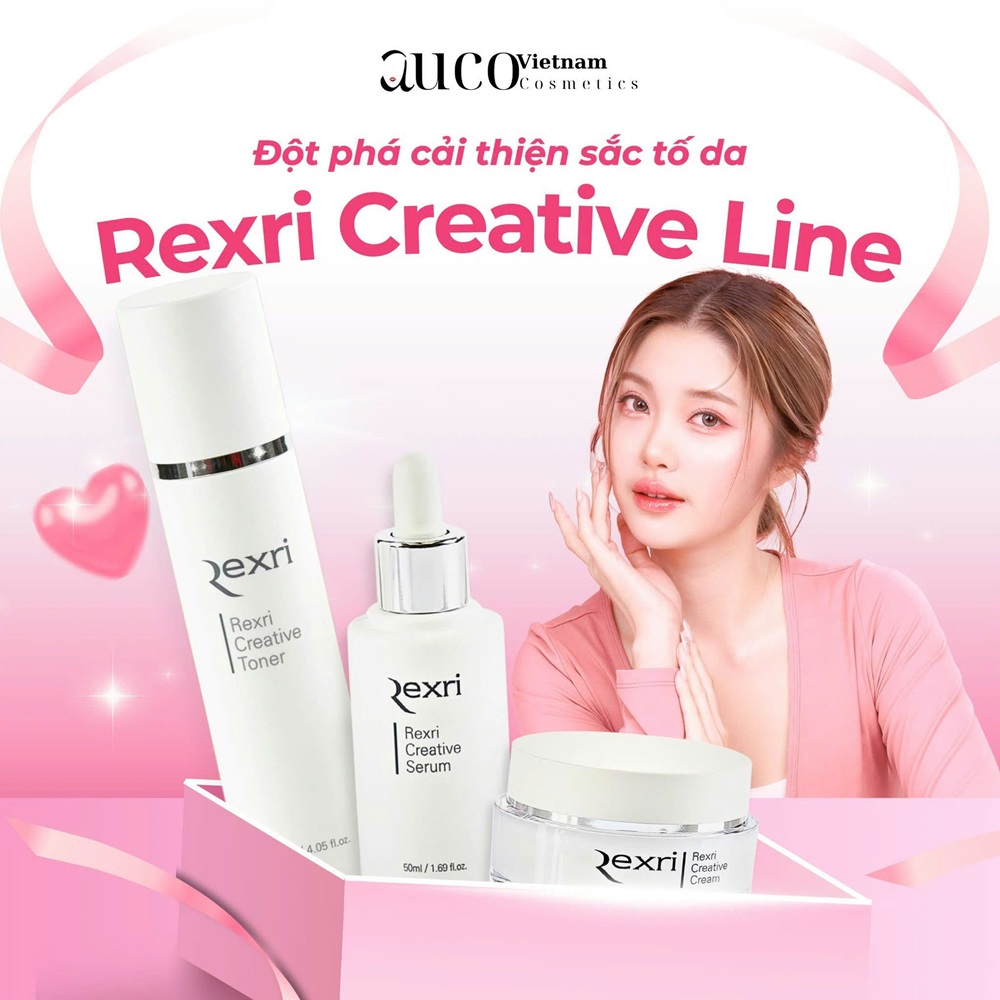 auco Vietnam
Cosmetics
Đột phá cải thiện sắc tố da
Rexri Creative Line
Rexri
Rexri
Creative
Toner
/ 4.05 fl.oz.
Rexri
Rexri
Creative
Serum
50ml / 1.69 fl.oz.
Rexri
Rexri
Creative
Cream